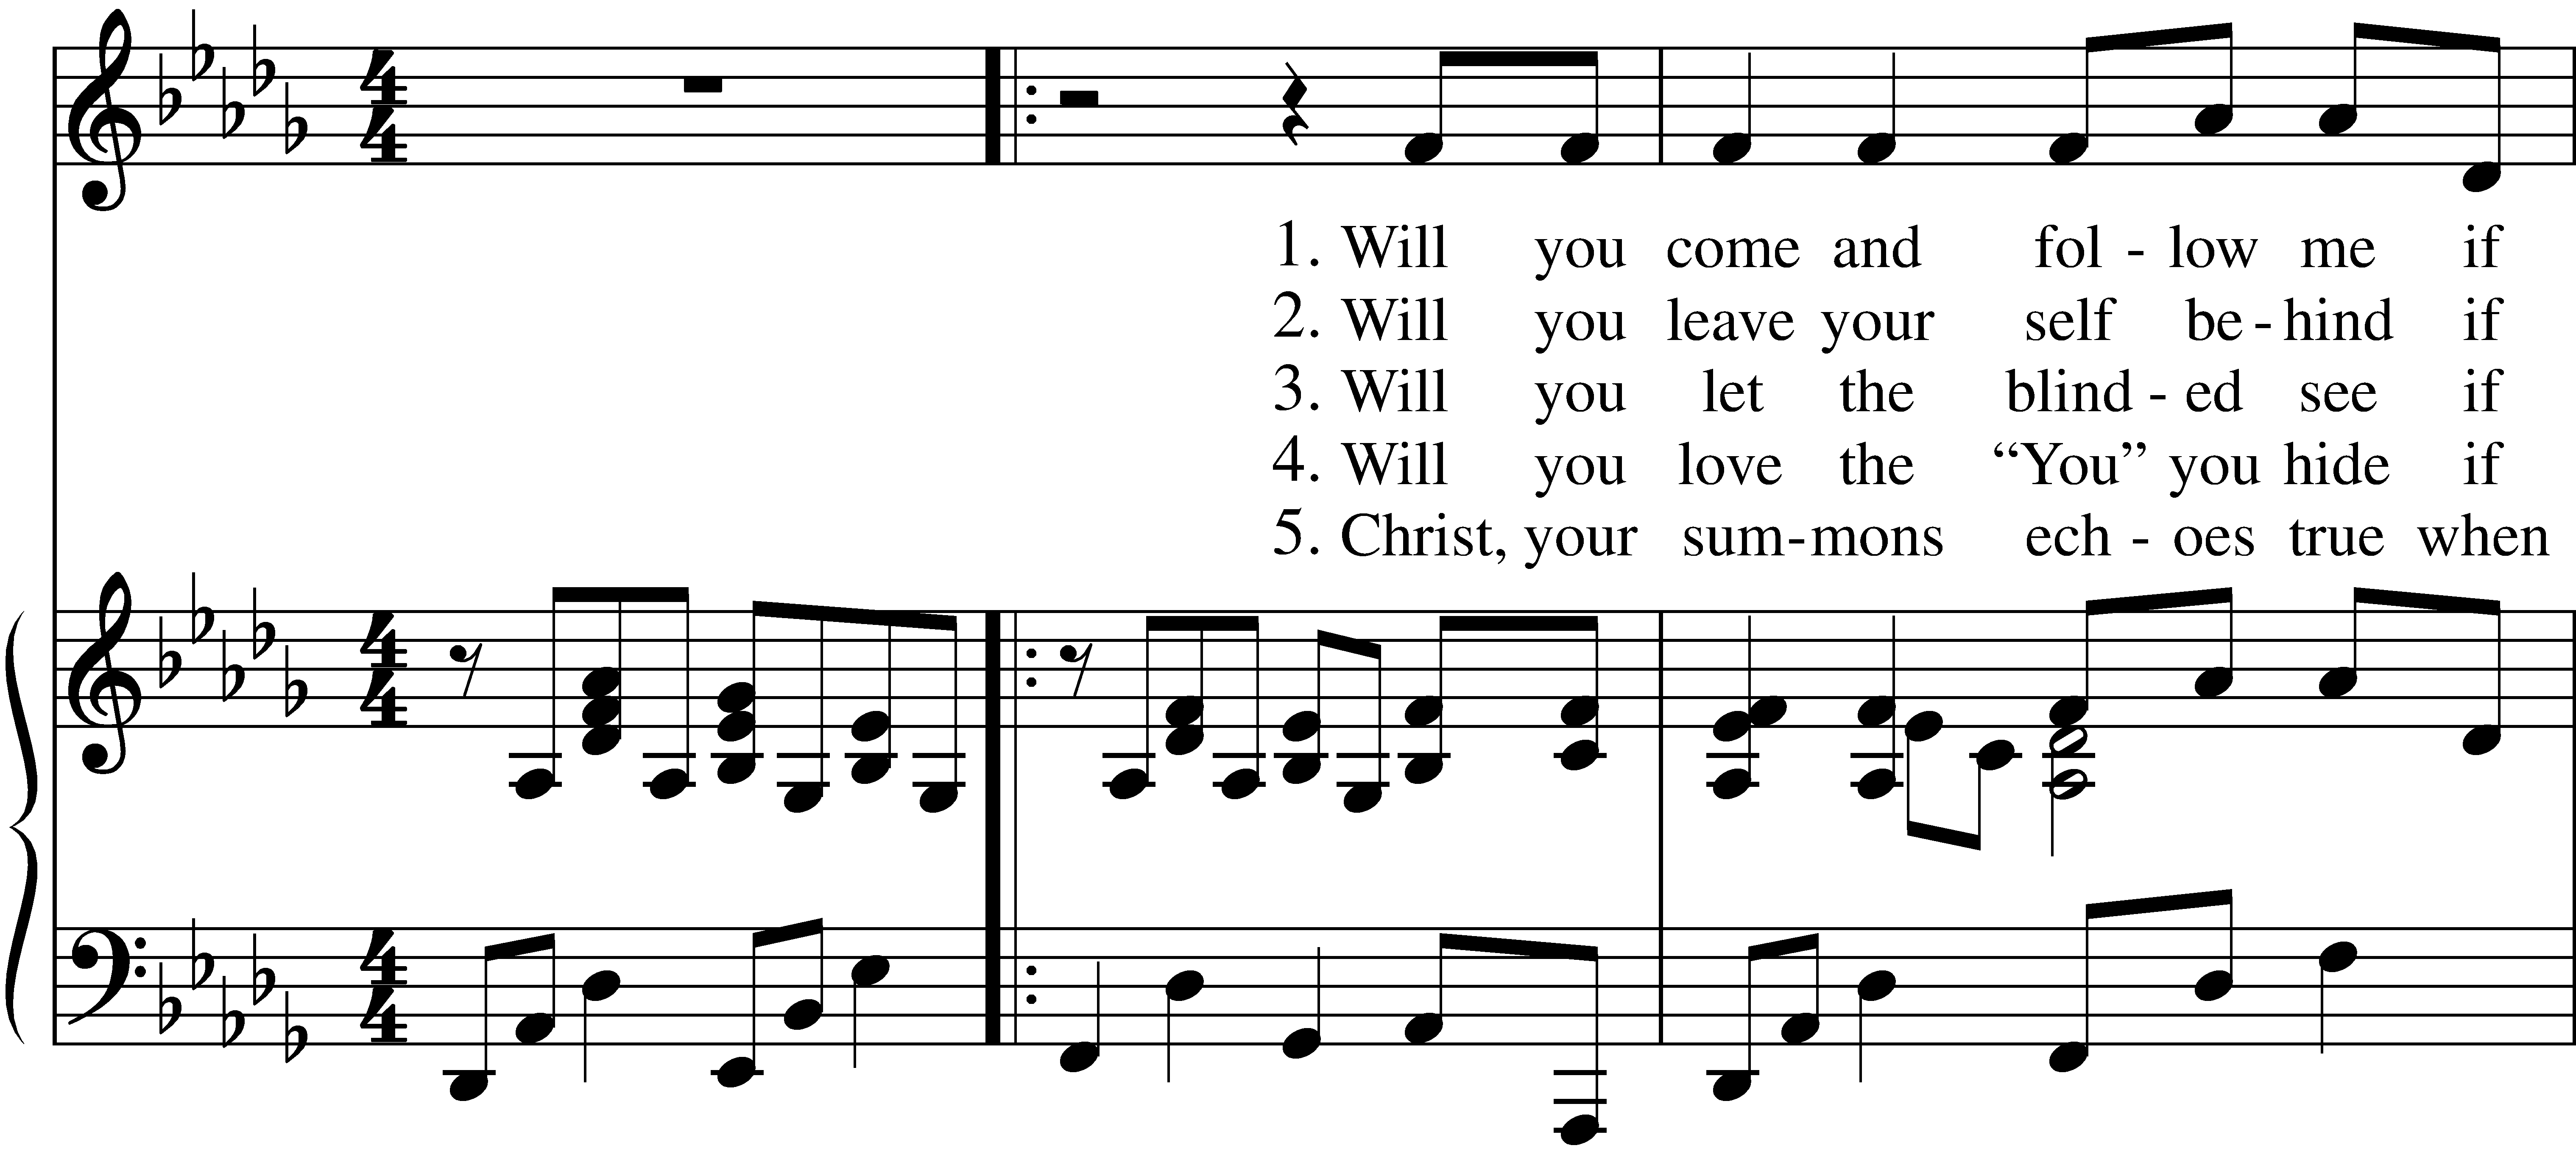 1. Will you come and fol - low me if
2. Will you leave your self be - hind if
3. Will you let the blind - ed see if
4. Will you love the “You” you hide if
5. Christ, your sum-mons ech - oes true when